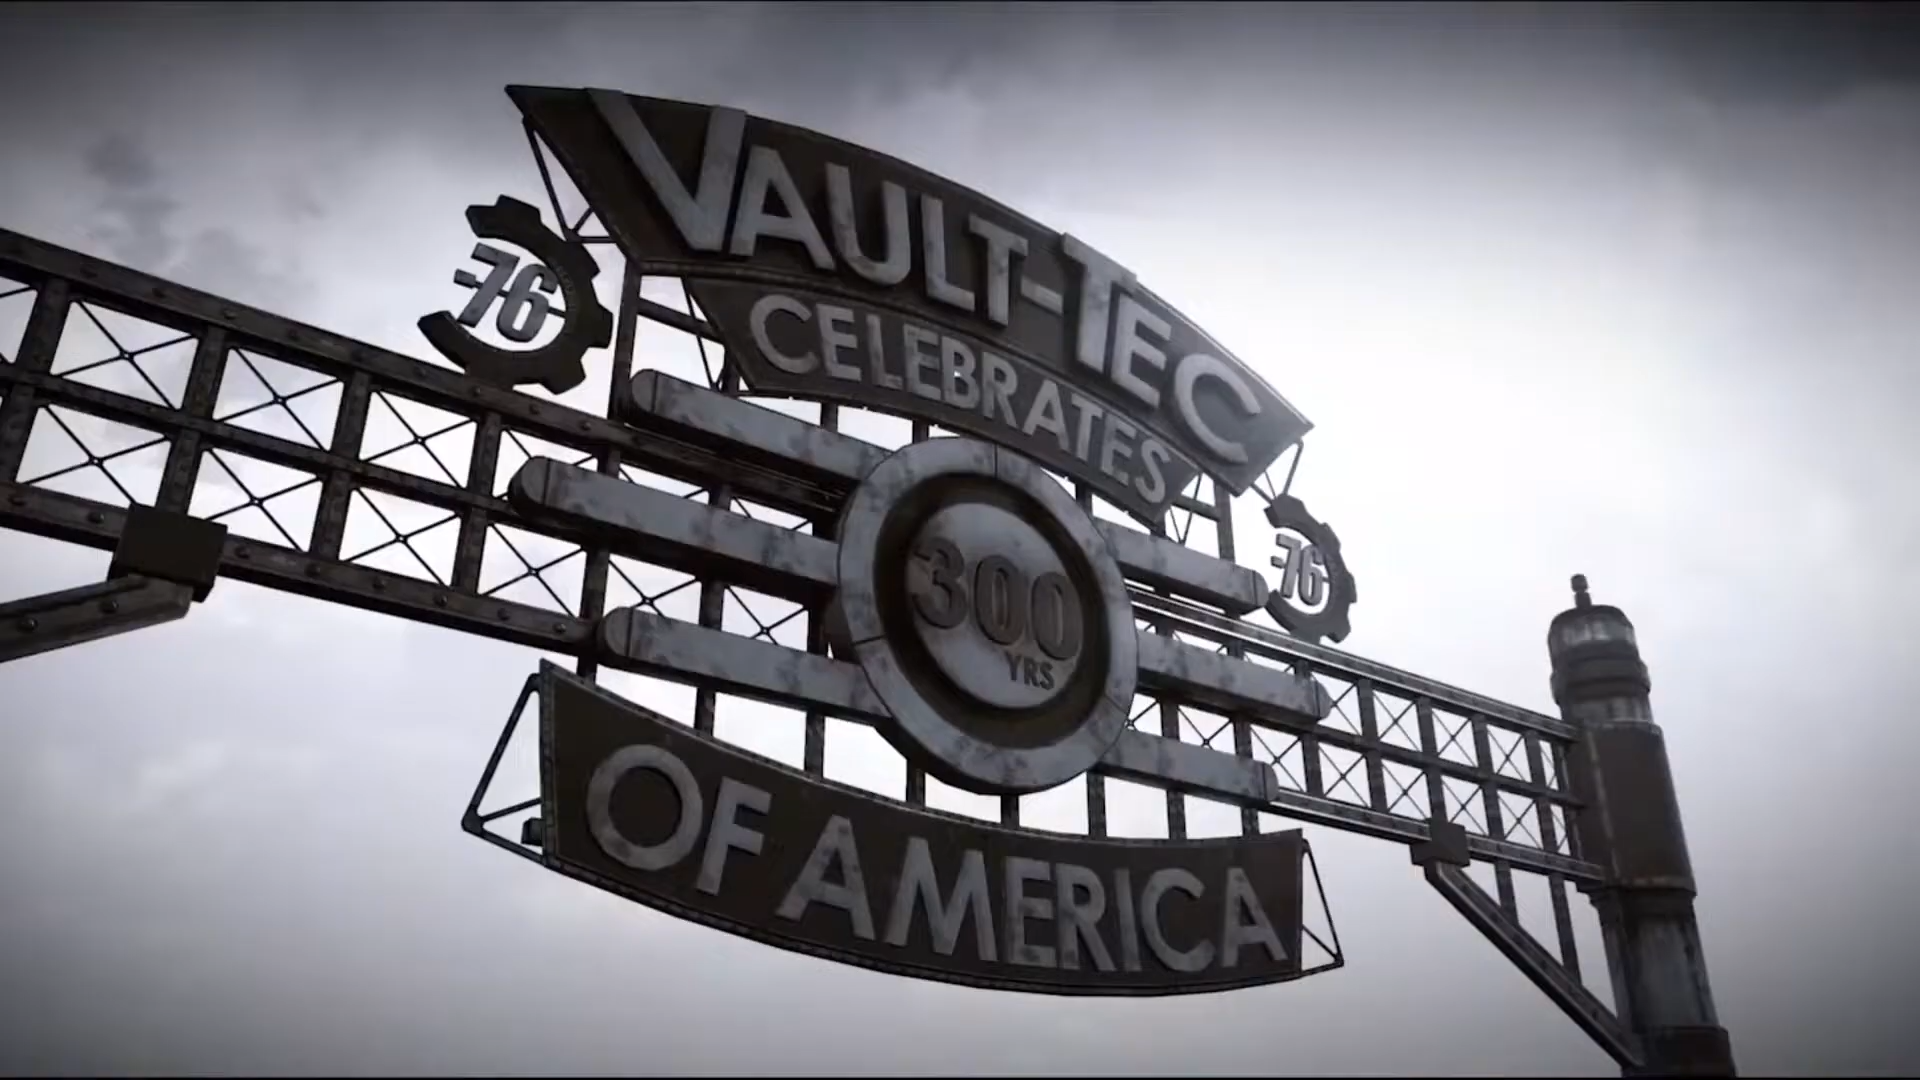 VAULT-TEC
CELEBRATES
76
76
300
YRS
OF AMERICA